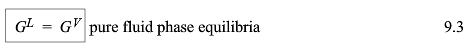 G^L = G^V pure fluid phase equilibria 9.3